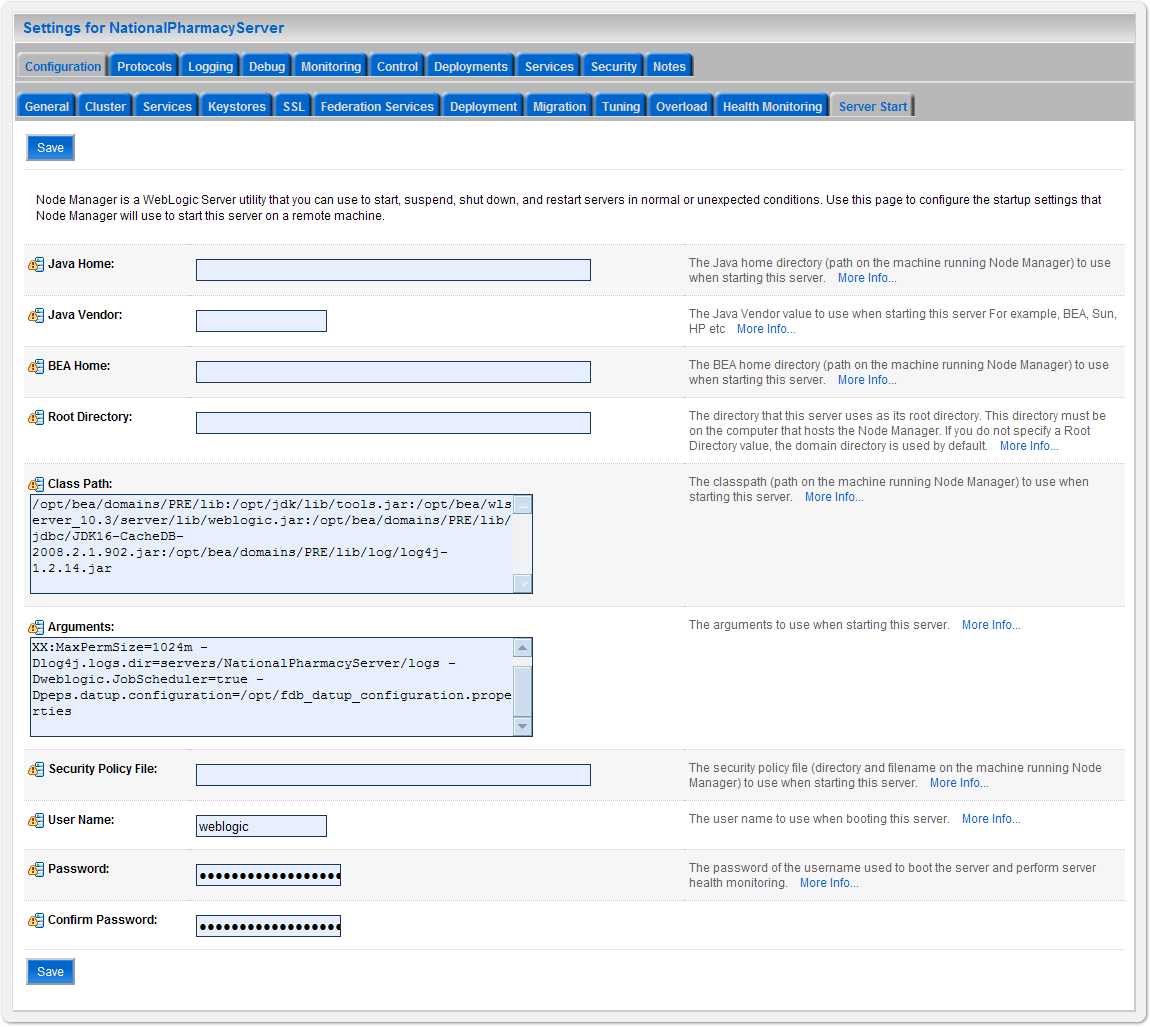 Settings for NationalPharmacyServer
Configuration Protocols Logging Debug Monitoring Control Deployments Services Security Notes
General Cluster Services Keystores SSL Federation Services Deployment Migration Tuning Overload Health Monitoring Server Start
Save
Node Manager is a WebLogic Server utility that you can use to start, suspend, shut down, and restart servers in normal or unexpected conditions. Use this page to configure the startup settings that
Node Manager will use to start this server on a remote machine.
Java Home:
The Java home directory (path on the machine running Node Manager) to use
when starting this server. More Info...
Java Vendor:
The Java Vendor value to use when starting this server For example, BEA, Sun,
HP etc More Info...
BEA Home:
The BEA home directory (path on the machine running Node Manager) to use
when starting this server. More Info...
Root Directory:
The directory that this server uses as its root directory. This directory must be
on the computer that hosts the Node Manager. If you do not specify a Root
Directory value, the domain directory is used by default. More Info...
Class Path:
/opt/bea/domains/PRE/lib:/opt/jdk/lib/tools.jar:/opt/bea/wls
erver_10.3/server/lib/weblogic.jar:/opt/bea/domains/PRE/lib/
jdbc/JDK16-CacheDB-
2008.2.1.902.jar:/opt/bea/domains/PRE/lib/log/log4j-
1.2.14.jar
The classpath (path on the machine running Node Manager) to use when
starting this server. More Info...
Arguments:
XX:MaxPermSize=1024m -
Dlog4j.logs.dir=servers/NationalPharmacyServer/logs -
Dweblogic.JobScheduler=true -
Dpeps.datup.configuration=/opt/fdb_datup_configuration.prope
rties
The arguments to use when starting this server. More Info...
Security Policy File:
The security policy file (directory and filename on the machine running Node
Manager) to use when starting this server. More Info...
User Name:
weblogic
The user name to use when booting this server. More Info...
Password:
●●●●●●●●●●●●●●●●●●
The password of the username used to boot the server and perform server
health monitoring. More Info...
Confirm Password:
●●●●●●●●●●●●●●●●●●
Save